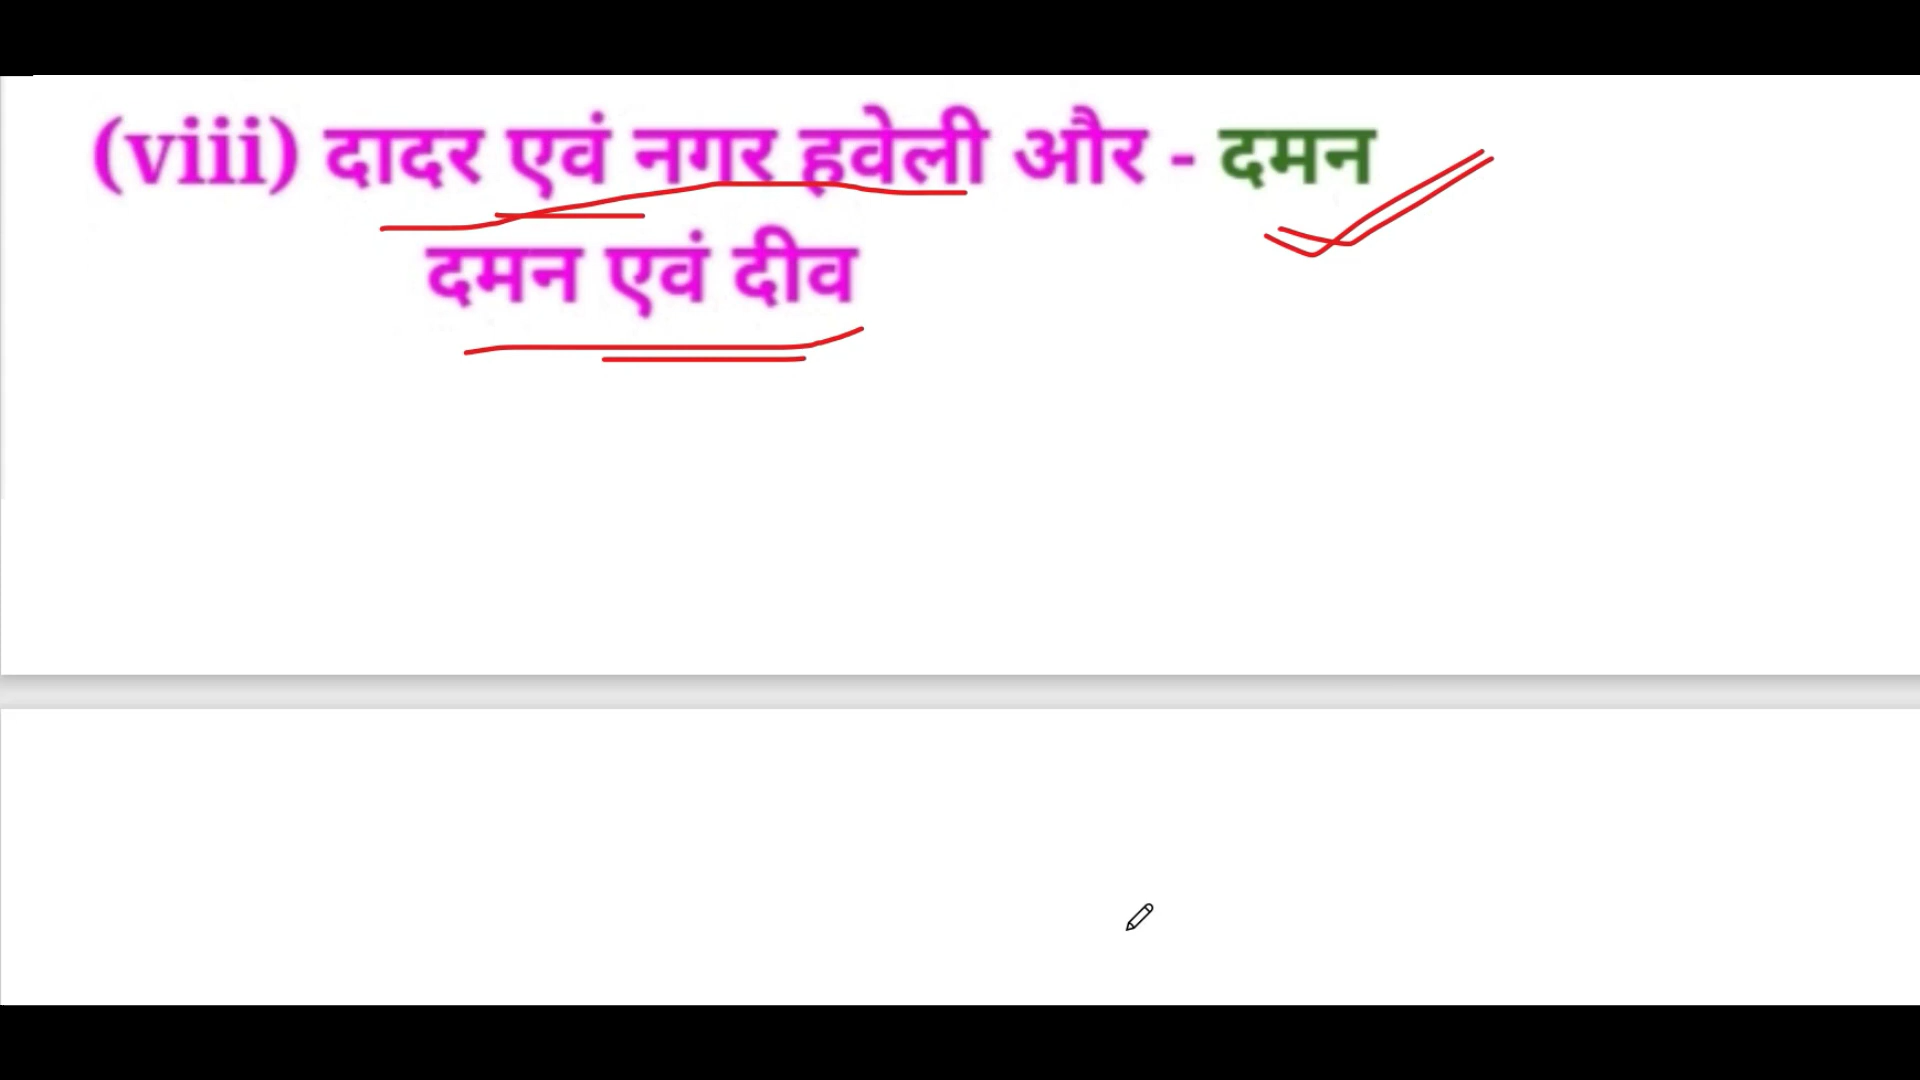 (viii) दादर एवं नगर हवेली और - दमन
दमन एवं दीव